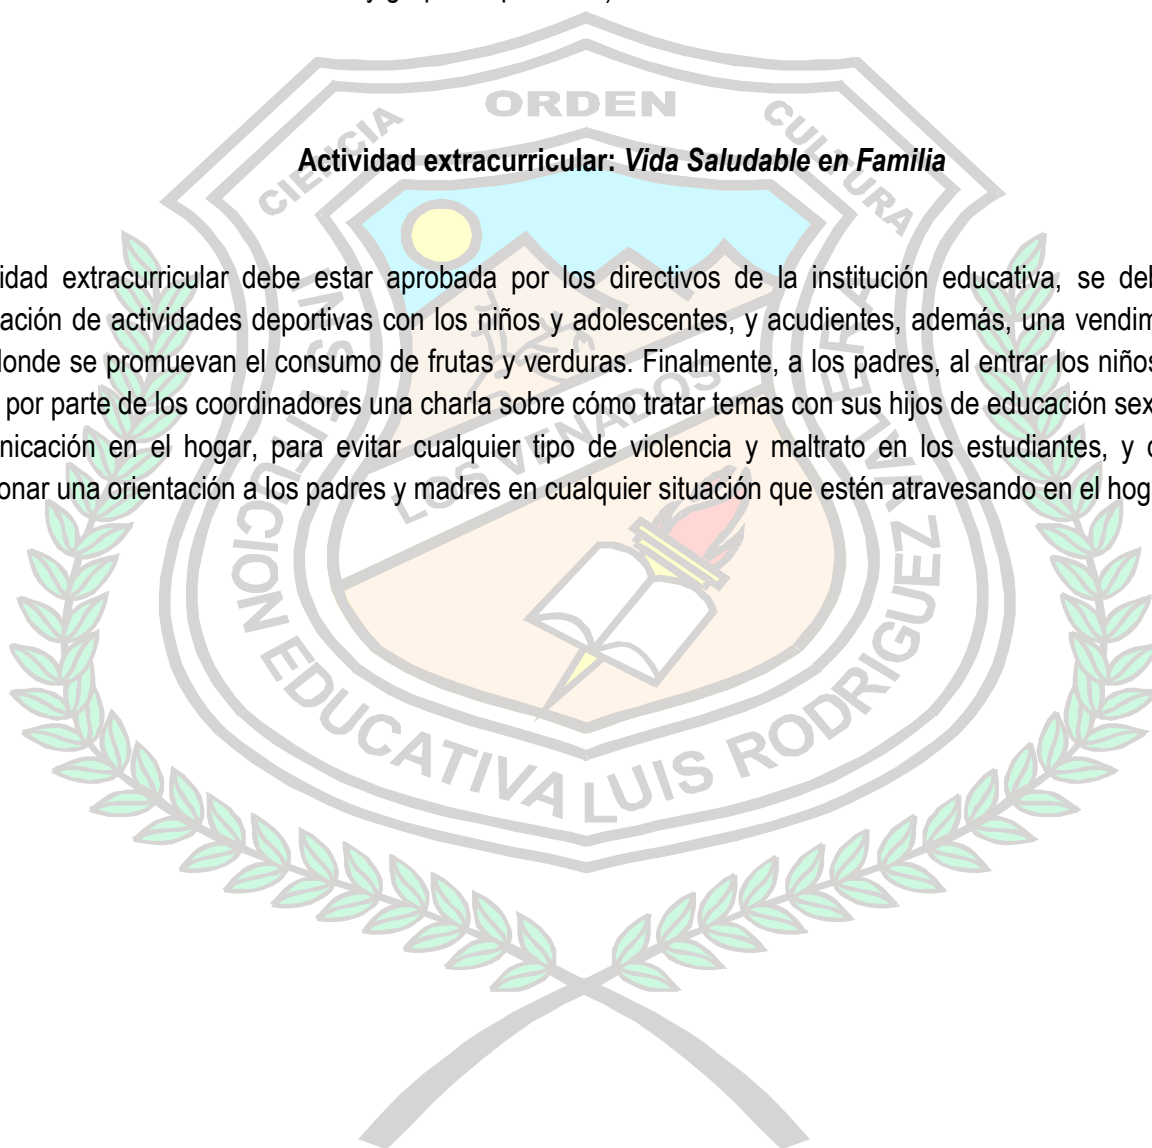 ORDEN
CIENCIA
CULTURA
Actividad extracurricular: Vida Saludable en Familia
idad extracurricular debe estar aprobada por los directivos de la institución educativa, se deb
ación de actividades deportivas con los niños y adolescentes, y acudientes, además, una vendim
donde se promuevan el consumo de frutas y verduras. Finalmente, a los padres, al entrar los niños
por parte de los coordinadores una charla sobre cómo tratar temas con sus hijos de educación sex
nicación en el hogar, para evitar cualquier tipo de violencia y maltrato en los estudiantes, y
onar una orientación a los padres y madres en cualquier situación que estén atravesando en el hog
LOS VENADOS
INSTITUCION EDUCATIVA LUIS RODRIGUEZ VALERA